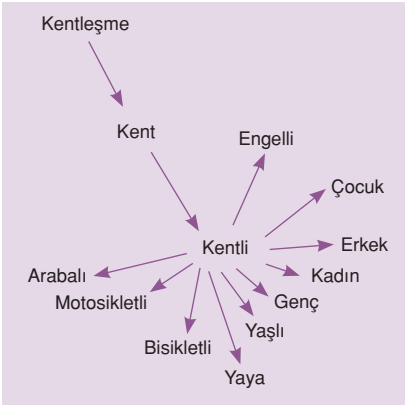 Kentleşme
Kent
Engelli
Çocuk
Kentli
Erkek
Arabalı
Kadın
Motosikletli
Genç
Yaşlı
Bisikletli
Yaya